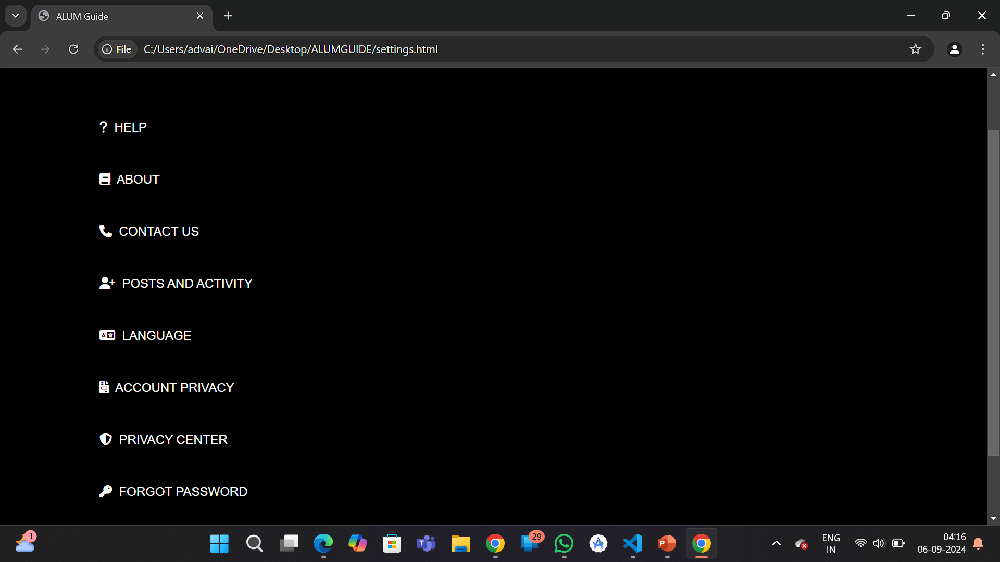 ALUM Guide
File
C:/Users/advai/OneDrive/Desktop/ALUMGUIDE/settings.html
? HELP
ABOUT
CONTACT US
POSTS AND ACTIVITY
LANGUAGE
ACCOUNT PRIVACY
PRIVACY CENTER
FORGOT PASSWORD
1
29
ENG
IN
04:16
06-09-2024